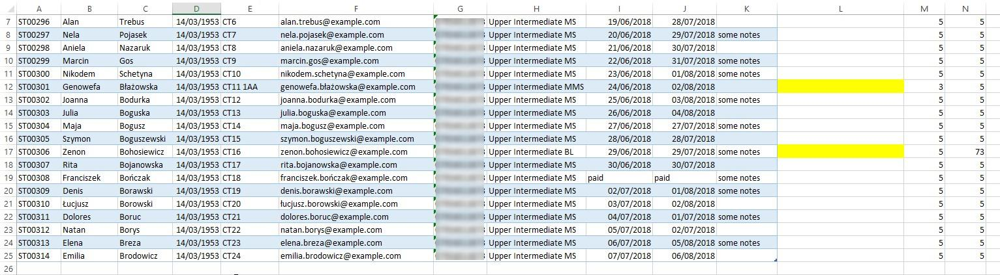 A B C D E F G H I J K L M N
7 ST00296 Alan Trebus 14/03/1953 CT6 alan.trebus@example.com Upper Intermediate MS 19/06/2018 28/07/2018 5 5
8 ST00297 Nela Pojasek 14/03/1953 CT7 nela.pojasek@example.com Upper Intermediate MS 20/06/2018 29/07/2018 some notes 5 5
9 ST00298 Aniela Nazaruk 14/03/1953 CT8 aniela.nazaruk@example.com Upper Intermediate MS 21/06/2018 30/07/2018 5 5
10 ST00299 Marcin Gos 14/03/1953 CT9 marcin.gos@example.com Upper Intermediate MS 22/06/2018 31/07/2018 some notes 5 5
11 ST00300 Nikodem Schetyna 14/03/1953 CT10 nikodem.schetyna@example.com Upper Intermediate MS 23/06/2018 01/08/2018 some notes 5 5
12 ST00301 Genowefa Błażowska 14/03/1953 CT11 1AA genowefa.błażowska@example.com Upper Intermediate MMS 24/06/2018 02/08/2018 3 5
13 ST00302 Joanna Bodurka 14/03/1953 CT12 joanna.bodurka@example.com Upper Intermediate MS 25/06/2018 03/08/2018 some notes 5 5
14 ST00303 Julia Boguska 14/03/1953 CT13 julia.boguska@example.com Upper Intermediate MS 26/06/2018 04/08/2018 5 5
15 ST00304 Maja Bogusz 14/03/1953 CT14 maja.bogusz@example.com Upper Intermediate MS 27/06/2018 27/07/2018 some notes 5 5
16 ST00305 Szymon Boguszewski 14/03/1953 CT15 szymon.boguszewski@example.com Upper Intermediate MS 28/06/2018 28/07/2018 5 5
17 ST00306 Zenon Bohosiewicz 14/03/1953 CT16 zenon.bohosiewicz@example.com Upper Intermediate BL 29/06/2018 29/07/2018 some notes 5 73
18 ST00307 Rita Bojanowska 14/03/1953 CT17 rita.bojanowska@example.com Upper Intermediate MS 30/06/2018 30/07/2018 5 5
19 ST00308 Franciszek Bończak 14/03/1953 CT18 franciszek.bończak@example.com Upper Intermediate MS paid paid some notes 5 5
20 ST00309 Denis Borawski 14/03/1953 CT19 denis.borawski@example.com Upper Intermediate MS 02/07/2018 01/08/2018 some notes 5 5
21 ST00310 Łucjusz Borowski 14/03/1953 CT20 łucjusz.borowski@example.com Upper Intermediate MS 03/07/2018 02/08/2018 5 5
22 ST00311 Dolores Boruc 14/03/1953 CT21 dolores.boruc@example.com Upper Intermediate MS 04/07/2018 01/07/2018 some notes 5 5
23 ST00312 Natan Borys 14/03/1953 CT22 natan.borys@example.com Upper Intermediate MS 05/07/2018 02/07/2018 5 5
24 ST00313 Elena Breza 14/03/1953 CT23 elena.breza@example.com Upper Intermediate MS 06/07/2018 05/08/2018 some notes 5 5
25 ST00314 Emilia Brodowicz 14/03/1953 CT24 emilia.brodowicz@example.com Upper Intermediate MS 07/07/2018 06/08/2018 5 5
26